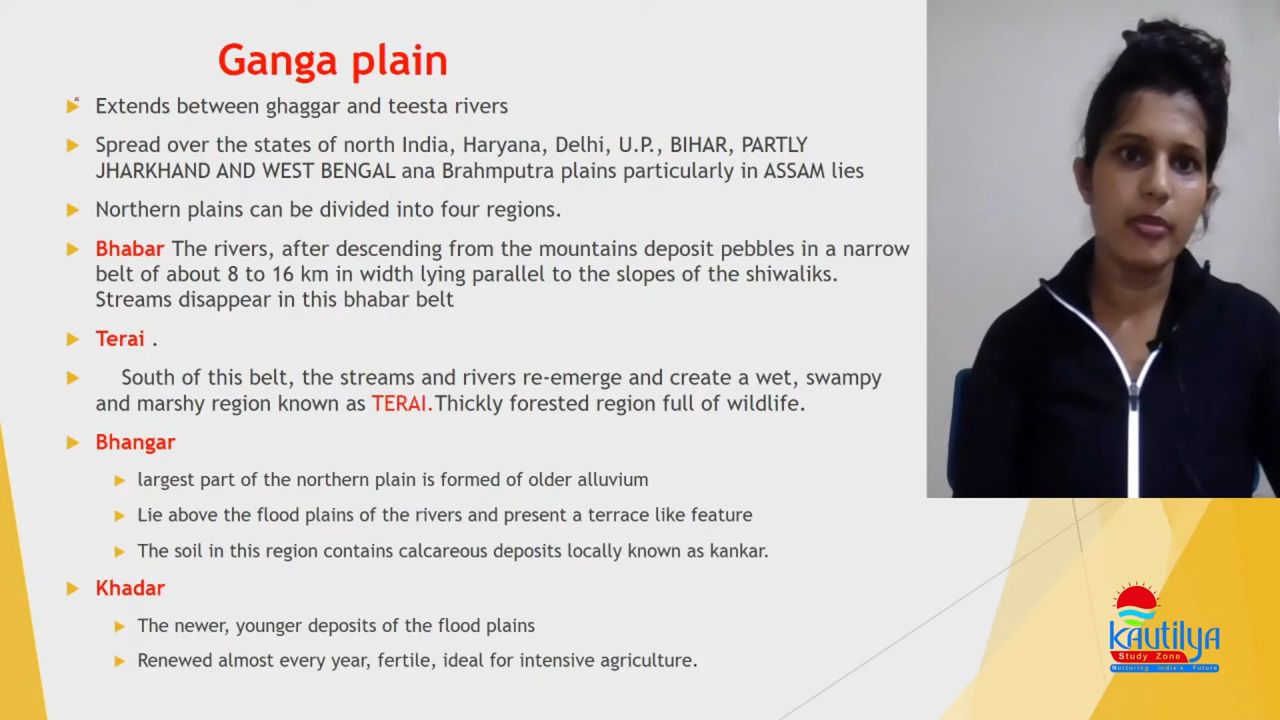 Ganga plain
Extends between ghaggar and teesta rivers
Spread over the states of north India, Haryana, Delhi, U.P., BIHAR, PARTLY
JHARKHAND AND WEST BENGAL ana Brahmputra plains particularly in ASSAM lies
Northern plains can be divided into four regions.
Bhabar The rivers, after descending from the mountains deposit pebbles in a narrow
belt of about 8 to 16 km in width lying parallel to the slopes of the shiwaliks.
Streams disappear in this bhabar belt
Terai .
South of this belt, the streams and rivers re-emerge and create a wet, swampy
and marshy region known as TERAI.Thickly forested region full of wildlife.
Bhangar
largest part of the northern plain is formed of older alluvium
Lie above the flood plains of the rivers and present a terrace like feature
The soil in this region contains calcareous deposits locally known as kankar.
Khadar
The newer, younger deposits of the flood plains
Renewed almost every year, fertile, ideal for intensive agriculture.
Kautilya
Study Zone
Nurturing India's Future